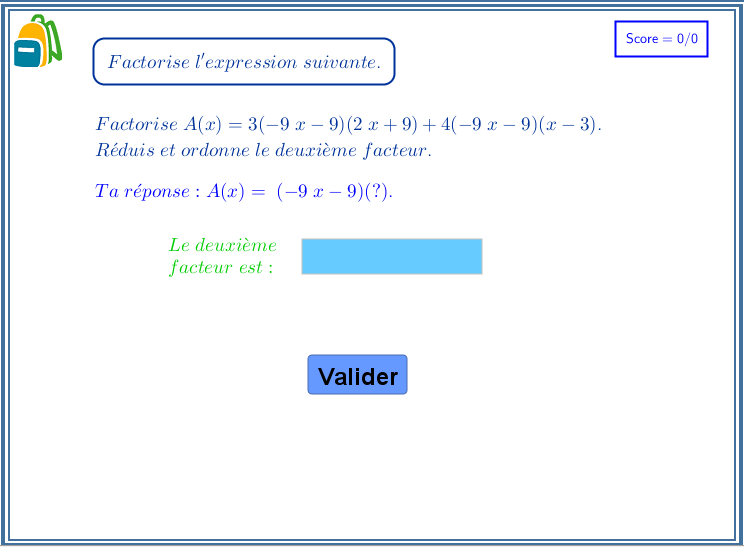 Score = 0/0
Factorise l'expression suivante.
Factorise A(x) = 3(−9 x − 9)(2 x + 9) + 4(−9 x − 9)(x − 3).
Réduis et ordonne le deuxième facteur.
Ta réponse : A(x) = (−9 x − 9)(?).
Le deuxième
facteur est :
Valider